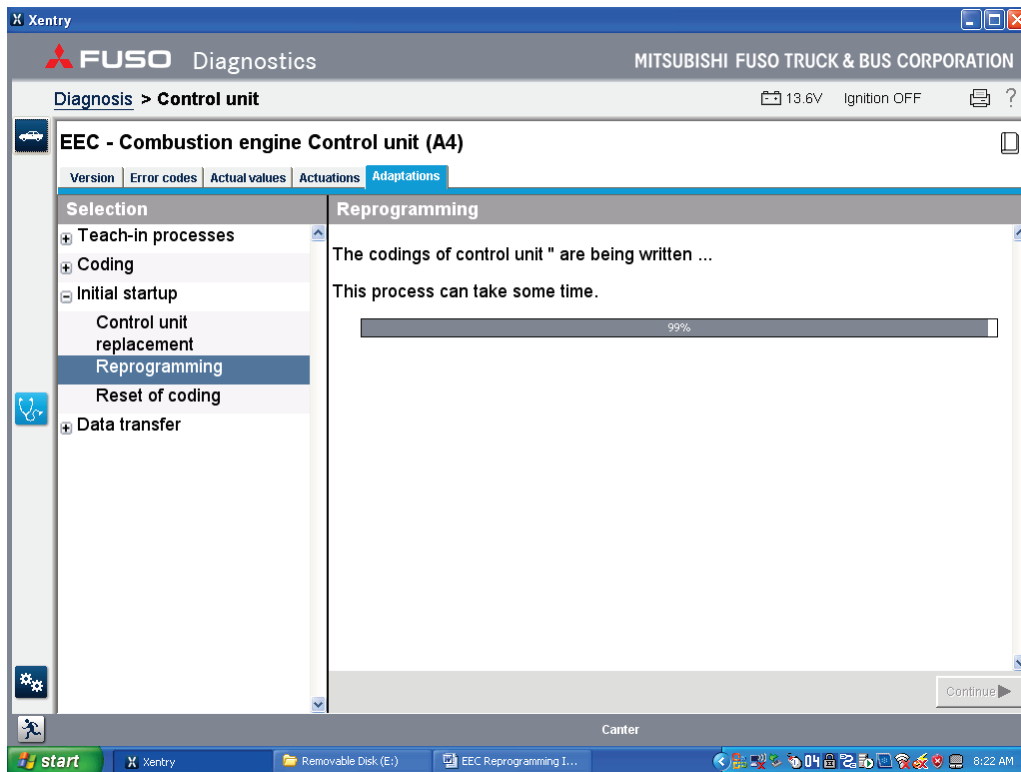 Xentry
FUSO Diagnostics
MITSUBISHI FUSO TRUCK & BUS CORPORATION
Diagnosis > Control unit
13.6V Ignition OFF
?
EEC - Combustion engine Control unit (A4)
Version Error codes Actual values Actuations Adaptations
Selection
Teach-in processes
Coding
Initial startup
Control unit
replacement
Reprogramming
Reset of coding
Data transfer
Reprogramming
The codings of control unit " are being written ...
This process can take some time.
99%
Continue
Canter
start
Xentry
Removable Disk (E:)
EEC Reprogramming I...
04
8:22 AM